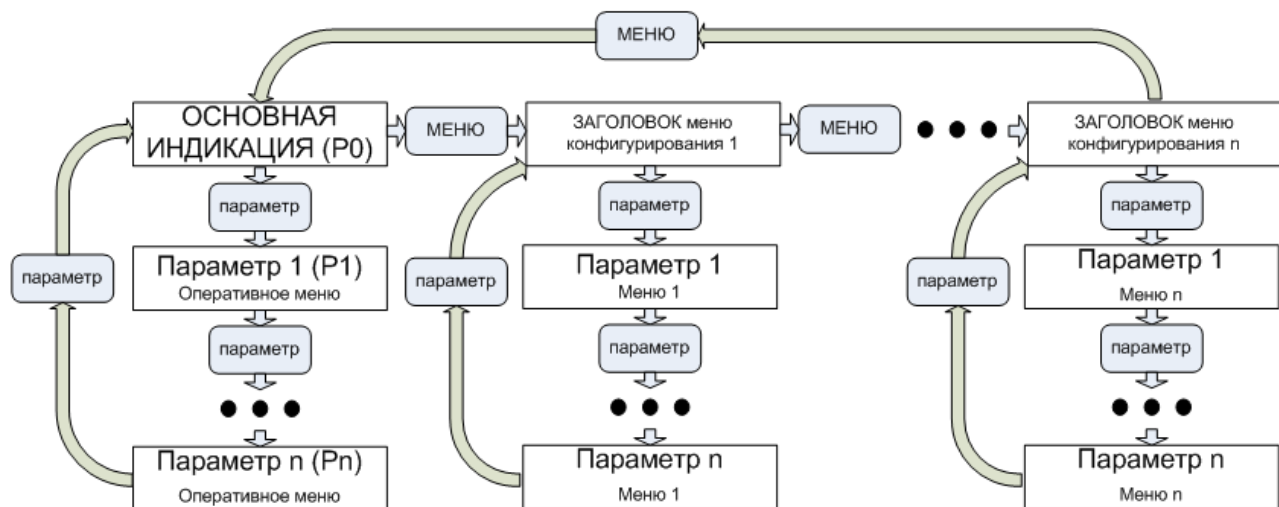 МЕНЮ
ОСНОВНАЯ
ИНДИКАЦИЯ (P0)
МЕНЮ
ЗАГОЛОВОК меню
конфигурирования 1
МЕНЮ
ЗАГОЛОВОК меню
конфигурирования n
параметр
параметр
параметр
параметр
Параметр 1 (P1)
Оперативное меню
параметр
Параметр 1
Меню 1
параметр
Параметр 1
Меню n
параметр
параметр
параметр
Параметр n (Pn)
Оперативное меню
Параметр n
Меню 1
Параметр n
Меню n